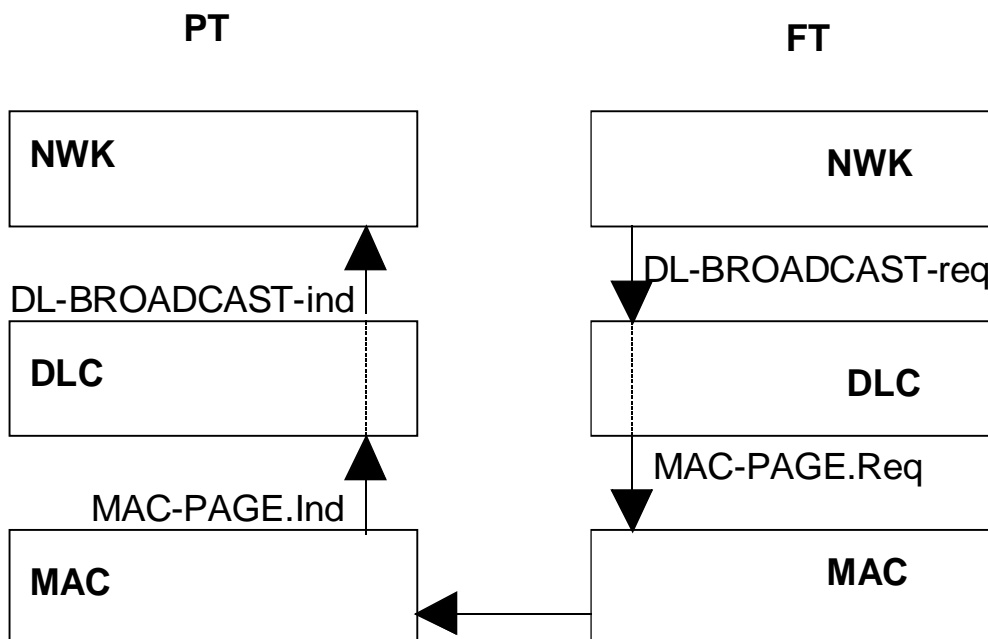 PT
FT
NWK
NWK
DL-BROADCAST-ind
DL-BROADCAST-req
DLC
DLC
MAC-PAGE.Ind
MAC-PAGE.Req
MAC
MAC